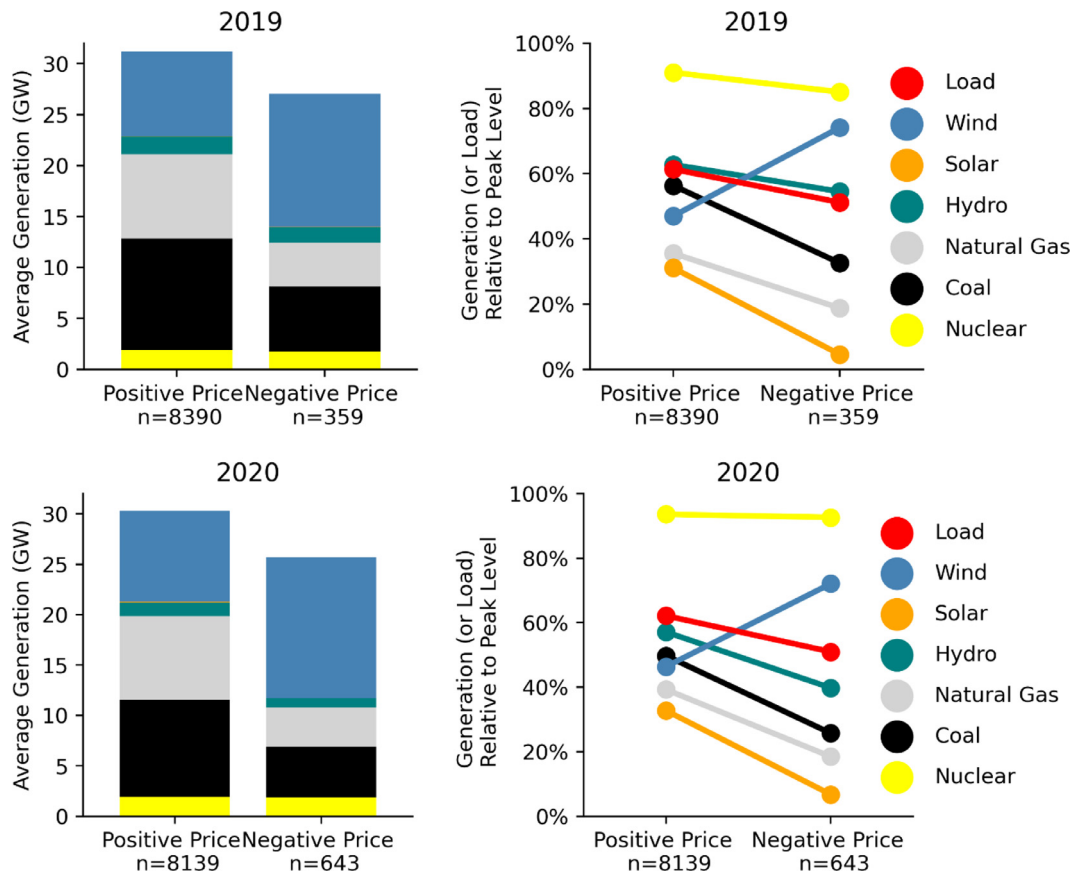 2019
Average Generation (GW)
30
25
20
15
10
5
0
Positive Price
n=8390
Negative Price
n=359
2019
Generation (or Load)
Relative to Peak Level
100%
80%
60%
40%
20%
0%
Positive Price
n=8390
Negative Price
n=359
Load
Wind
Solar
Hydro
Natural Gas
Coal
Nuclear
2020
Average Generation (GW)
30
25
20
15
10
5
0
Positive Price
n=8139
Negative Price
n=643
2020
Generation (or Load)
Relative to Peak Level
100%
80%
60%
40%
20%
0%
Positive Price
n=8139
Negative Price
n=643
Load
Wind
Solar
Hydro
Natural Gas
Coal
Nuclear